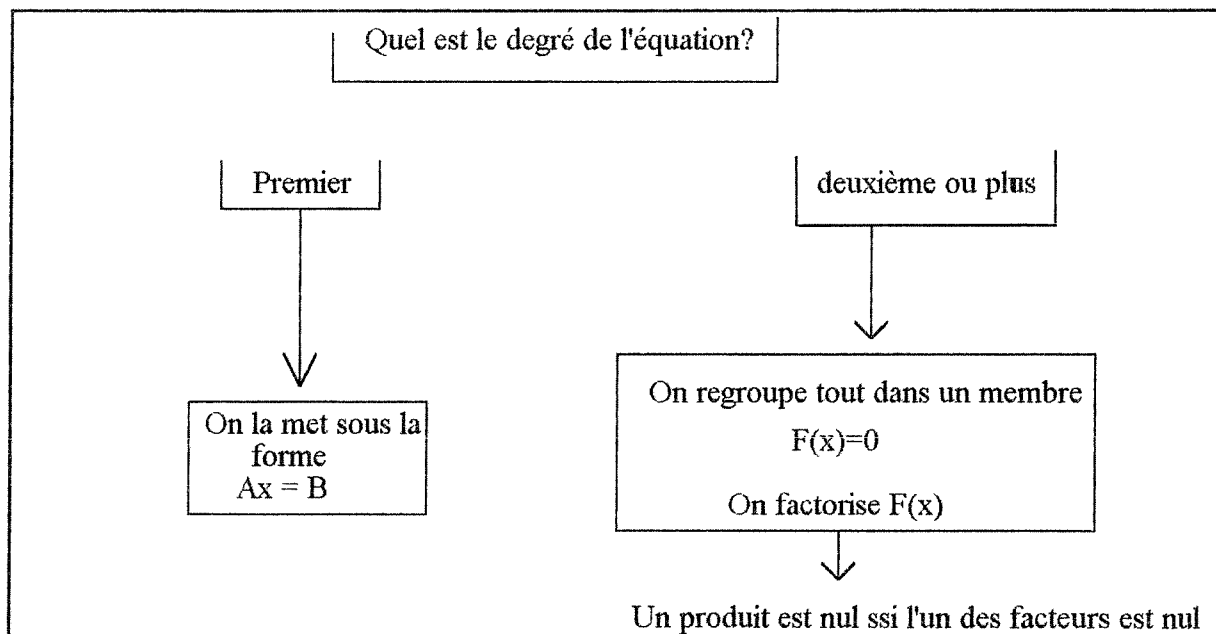 Quel est le degré de l'équation?
Premier
deuxième ou plus
On la met sous la
forme
Ax = B
On regroupe tout dans un membre
F(x)=0
On factorise F(x)
Un produit est nul ssi l'un des facteurs est nul